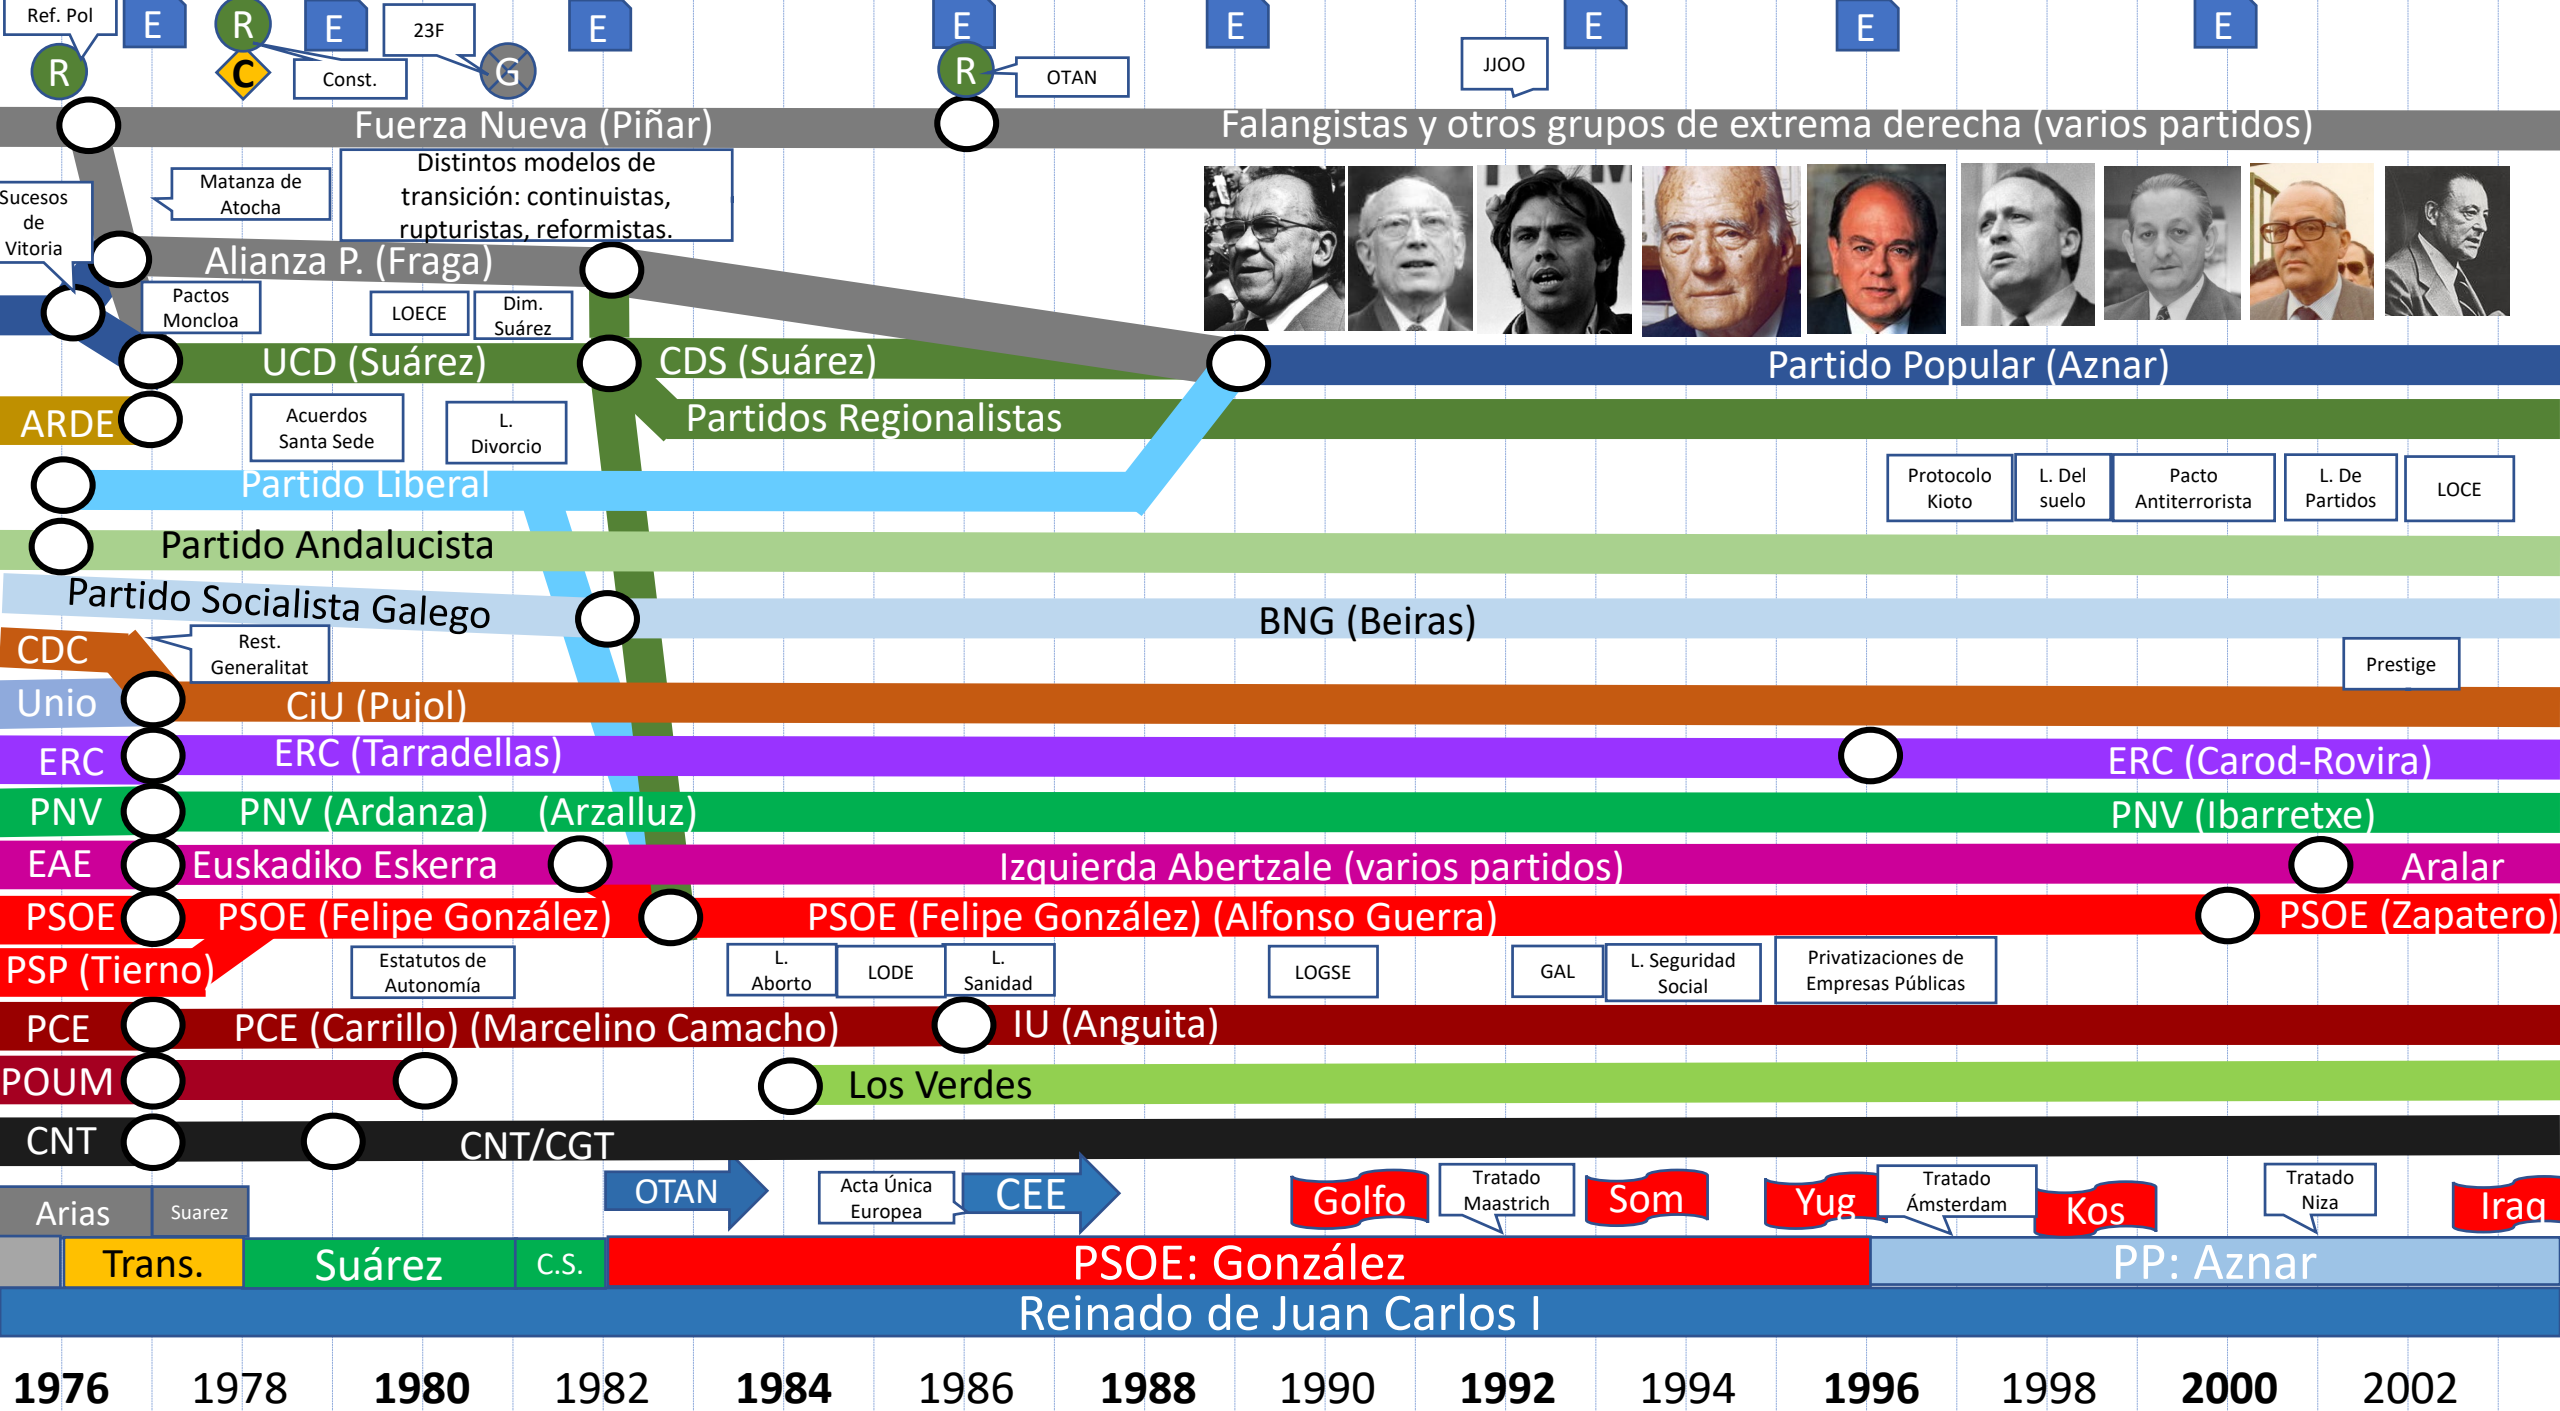 Ref. Pol
E
R
E
23F
E
E
E
E
E
E
R
C
Const.
G
R
OTAN
JJOO
Fuerza Nueva (Piñar)
Falangistas y otros grupos de extrema derecha (varios partidos)
Sucesos
de
Vitoria
Matanza de
Atocha
Distintos modelos de
transición: continuistas,
rupturistas, reformistas.
Alianza P. (Fraga)
Pactos
Moncloa
LOECE
Dim.
Suárez
UCD (Suárez)
CDS (Suárez)
Partido Popular (Aznar)
ARDE
Acuerdos
Santa Sede
L.
Divorcio
Partidos Regionalistas
Partido Liberal
Protocolo
Kioto
L. Del
suelo
Pacto
Antiterrorista
L. De
Partidos
LOCE
Partido Andalucista
Partido Socialista Galego
BNG (Beiras)
CDC
Rest.
Generalitat
Prestige
Unio
CiU (Pujol)
ERC
ERC (Tarradellas)
ERC (Carod-Rovira)
PNV
PNV (Ardanza)
(Arzalluz)
PNV (Ibarretxe)
EAE
Euskadiko Eskerra
Izquierda Abertzale (varios partidos)
Aralar
PSOE
PSOE (Felipe González)
PSOE (Felipe González) (Alfonso Guerra)
PSOE (Zapatero)
PSP (Tierno)
Estatutos de
Autonomía
L.
Aborto
LODE
L.
Sanidad
LOGSE
GAL
L. Seguridad
Social
Privatizaciones de
Empresas Públicas
PCE
PCE (Carrillo) (Marcelino Camacho)
IU (Anguita)
POUM
Los Verdes
CNT
CNT/CGT
Arias
Suarez
OTAN
Acta Única
Europea
CEE
Golfo
Tratado
Maastrich
Som
Yug
Tratado
Ámsterdam
Kos
Tratado
Niza
Iraq
Trans.
Suárez
C.S.
PSOE: González
PP: Aznar
Reinado de Juan Carlos I
1976
1978
1980
1982
1984
1986
1988
1990
1992
1994
1996
1998
2000
2002